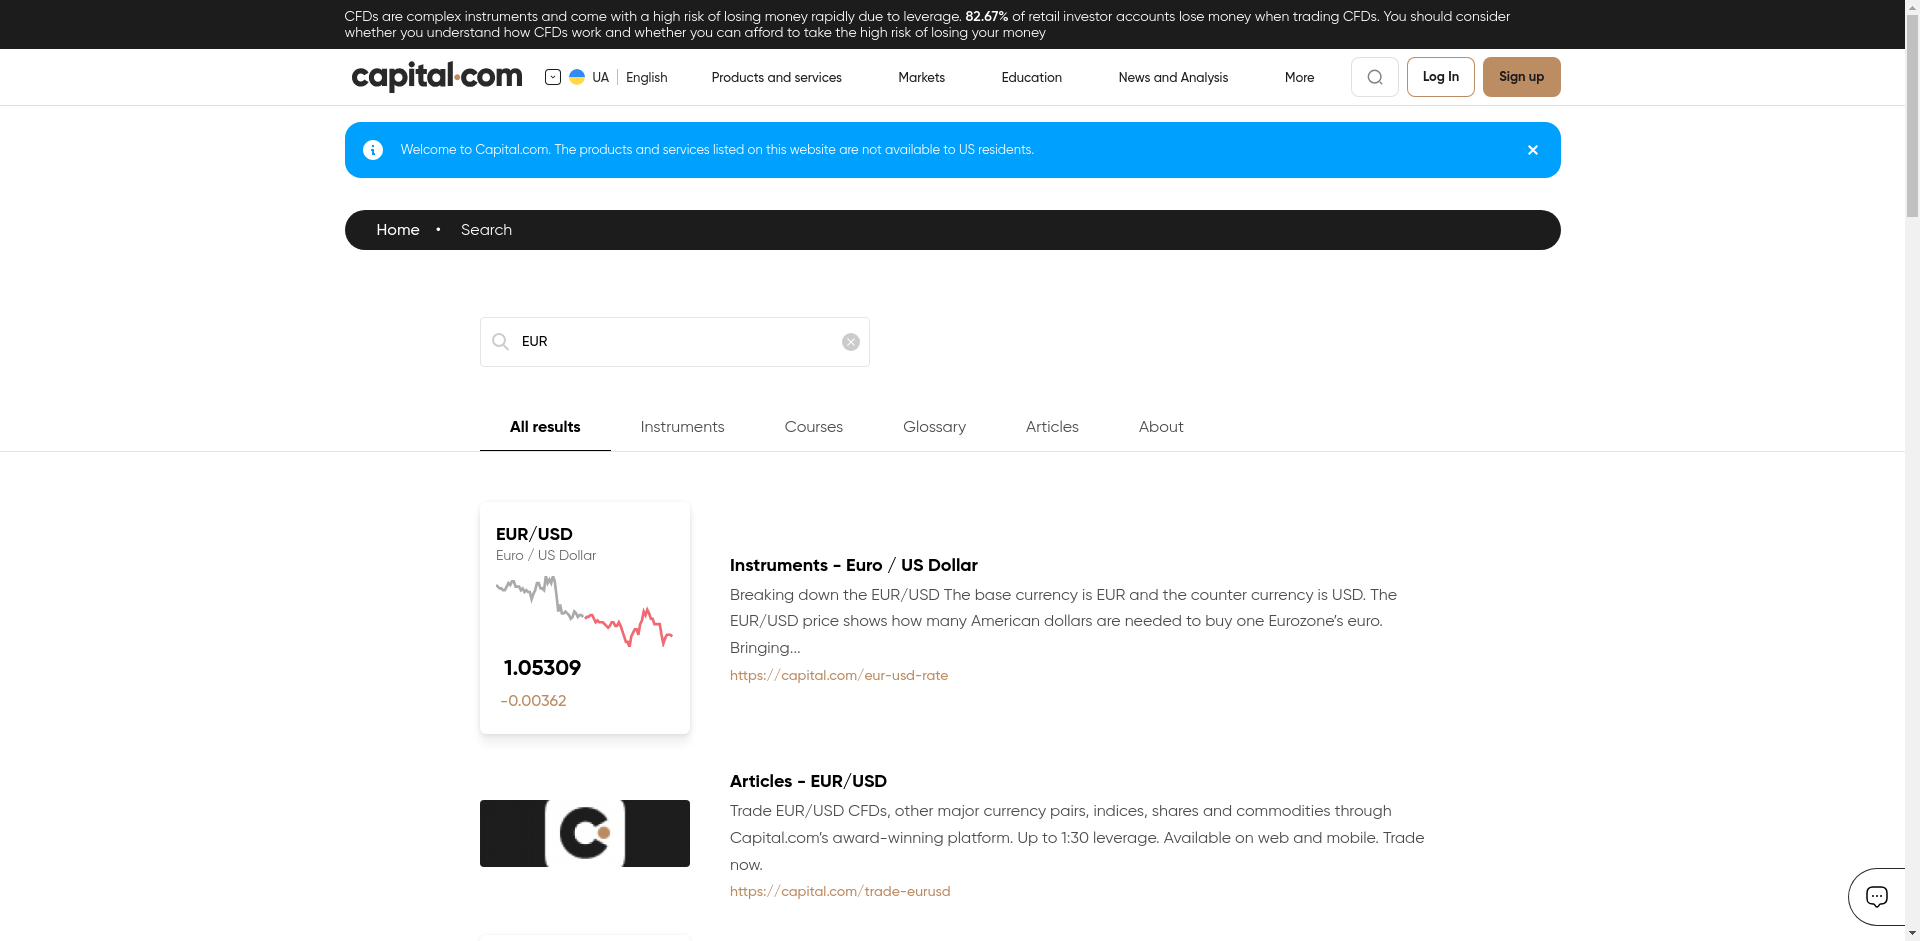 CFDs are complex instruments and come with a high risk of losing money rapidly due to leverage. 82.67% of retail investor accounts lose money when trading CFDs. You should consider
whether you understand how CFDs work and whether you can afford to take the high risk of losing your money
capital.com
UA English
Products and services
Markets
Education
News and Analysis
More
Log In
Sign up
Welcome to Capital.com. The products and services listed on this website are not available to US residents.
Home • Search
EUR
All results
Instruments
Courses
Glossary
Articles
About
EUR/USD
Euro / US Dollar
1.05309
-0.00362
Instruments - Euro / US Dollar
Breaking down the EUR/USD The base currency is EUR and the counter currency is USD. The
EUR/USD price shows how many American dollars are needed to buy one Eurozone’s euro.
Bringing...
https://capital.com/eur-usd-rate
Articles - EUR/USD
Trade EUR/USD CFDs, other major currency pairs, indices, shares and commodities through
Capital.com’s award-winning platform. Up to 1:30 leverage. Available on web and mobile. Trade
now.
https://capital.com/trade-eurusd